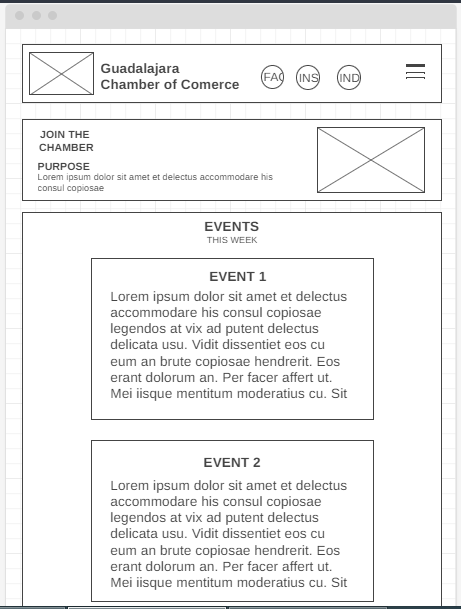 Guadalajara
Chamber of Comerce
FAC
INS
IND
JOIN THE
CHAMBER
PURPOSE
Lorem ipsum dolor sit amet et delectus accommodare his
consul copiosae
EVENTS
THIS WEEK
EVENT 1
Lorem ipsum dolor sit amet et delectus
accommodare his consul copiosae
legendos at vix ad putent delectus
delicata usu. Vidit dissentiet eos cu
eum an brute copiosae hendrerit. Eos
erant dolorum an. Per facer affert ut.
Mei iisque mentitum moderatius cu. Sit
EVENT 2
Lorem ipsum dolor sit amet et delectus
accommodare his consul copiosae
legendos at vix ad putent delectus
delicata usu. Vidit dissentiet eos cu
eum an brute copiosae hendrerit. Eos
erant dolorum an. Per facer affert ut.
Mei iisque mentitum moderatius cu. Sit